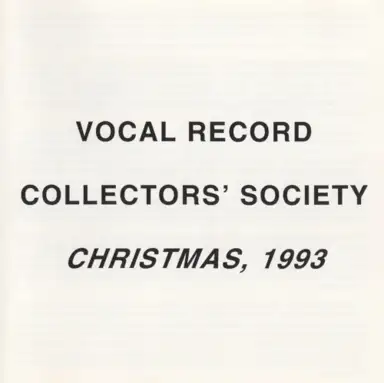 VOCAL RECORD
COLLECTORS' SOCIETY
CHRISTMAS, 1993